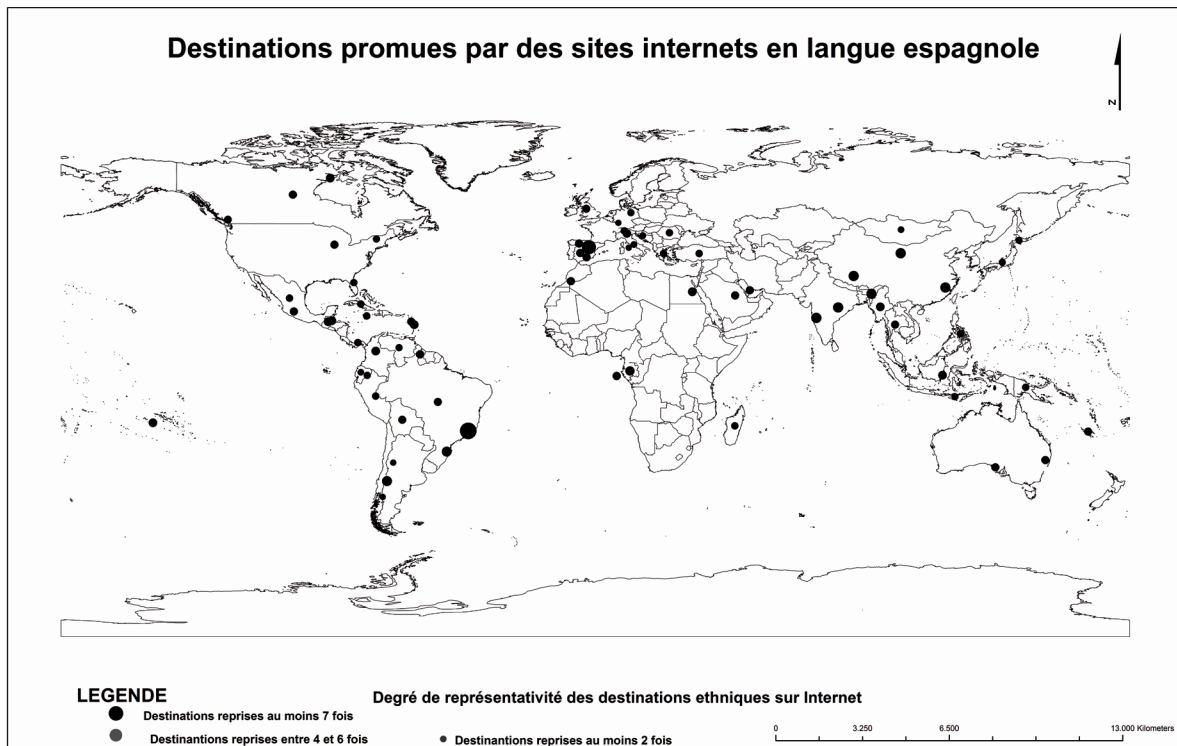 Destinations promues par des sites internets en langue espagnole
N
LEGENDE
Degré de représentativité des destinations ethniques sur Internet
Destinations reprises au moins 7 fois
Destinantions reprises entre 4 et 6 fois
Destinantions reprises au moins 2 fois
0 3.250 6.500 13.000 Kilometers